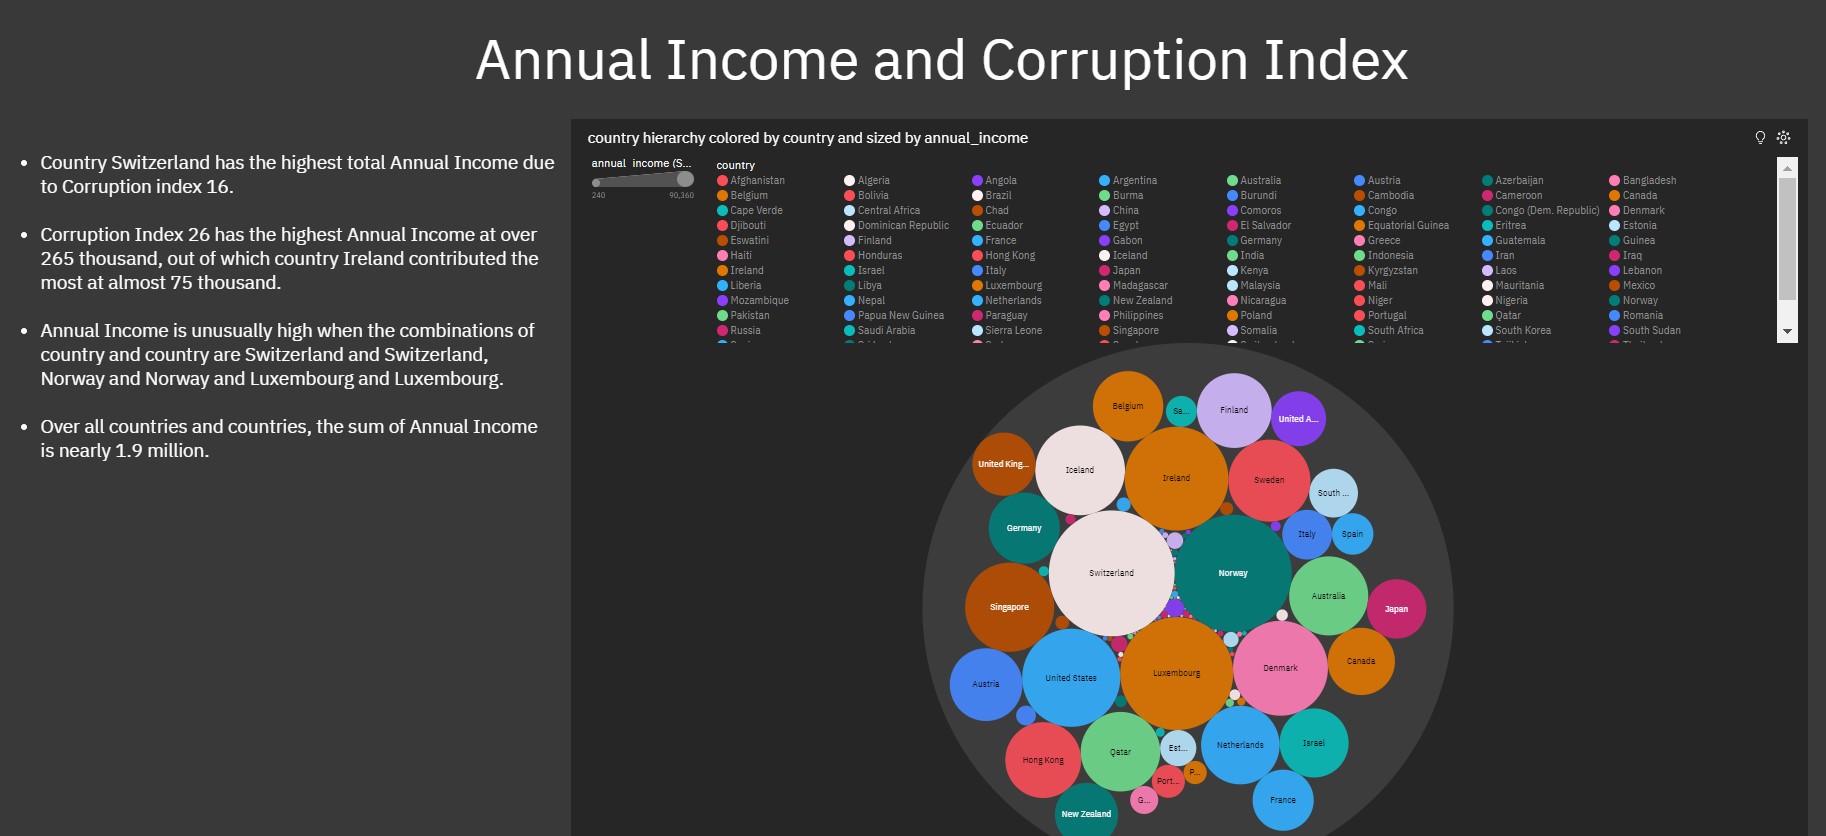 Annual Income and Corruption Index
• Country Switzerland has the highest total Annual Income due
to Corruption index 16.
• Corruption Index 26 has the highest Annual Income at over
265 thousand, out of which country Ireland contributed the
most at almost 75 thousand.
• Annual Income is unusually high when the combinations of
country and country are Switzerland and Switzerland,
Norway and Norway and Luxembourg and Luxembourg.
• Over all countries and countries, the sum of Annual Income
is nearly 1.9 million.
country hierarchy colored by country and sized by annual_income
annual_income (S...
240 90,360
country
Afghanistan Algeria Angola Argentina Australia Austria Azerbaijan Bangladesh
Belgium Bolivia Brazil Burma Burundi Cambodia Cameroon Canada
Cape Verde Central Africa Chad China Comoros Congo Congo (Dem. Republic) Denmark
Djibouti Dominican Republic Ecuador Egypt El Salvador Equatorial Guinea Eritrea Estonia
Eswatini Finland France Gabon Germany Greece Guatemala Guinea
Haiti Honduras Hong Kong Iceland India Indonesia Iran Iraq
Ireland Israel Italy Japan Kenya Kyrgyzstan Laos Lebanon
Liberia Libya Luxembourg Madagascar Malaysia Mali Mauritania Mexico
Mozambique Nepal Netherlands New Zealand Nicaragua Niger Nigeria Norway
Pakistan Papua New Guinea Paraguay Philippines Poland Portugal Qatar Romania
Russia Saudi Arabia Sierra Leone Singapore Somalia South Africa South Korea South Sudan
Belgium
Sa...
Finland
United A...
United King...
Iceland
Ireland
Sweden
South ...
Germany
Italy
Spain
Switzerland
Norway
Singapore
Australia
Japan
Austria
United States
Luxembourg
Denmark
Canada
Hong Kong
Qatar
Est...
Netherlands
Israel
Port...
P...
G...
France
New Zealand